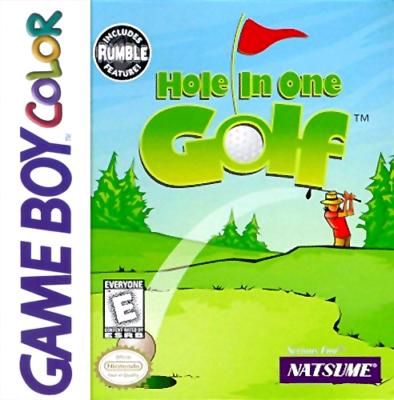 GAME BOY COLOR
TM
INCLUDES
RUMBLE
FEATURE!
Hole In One
Golf TM
EVERYONE
E
CONTENT RATED BY
ESRB
Official
Nintendo
Seal of Quality
Serious Fun
NATSUME